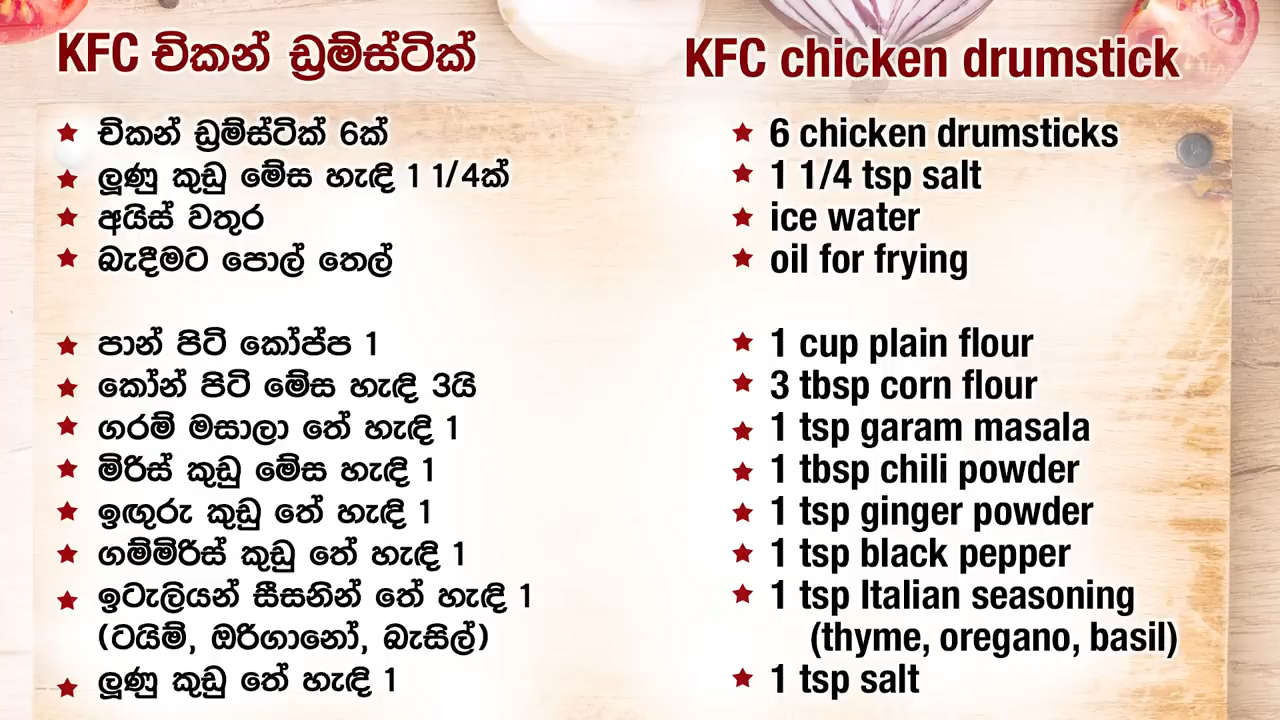 KFC චිකන් ඩ්‍රම්ස්ටික්
චිකන් ඩ්‍රම්ස්ටික් 6ක්
ලූණු කුඩු මේස හැඳි 1 1/4ක්
අයිස් වතුර
බැදීමට පොල් තෙල්
පාන් පිටි කෝප්ප 1
කෝන් පිටි මේස හැඳි 3යි
ගරම් මසාලා තේ හැඳි 1
මිරිස් කුඩු මේස හැඳි 1
ඉඟුරු කුඩු තේ හැඳි 1
ගම්මිරිස් කුඩු තේ හැඳි 1
ඉටැලියන් සීසනින් තේ හැඳි 1
(ටයිම්, ඔරිගානෝ, බැසිල්)
ලූණු කුඩු තේ හැඳි 1
KFC chicken drumstick
6 chicken drumsticks
1 1/4 tsp salt
ice water
oil for frying
1 cup plain flour
3 tbsp corn flour
1 tsp garam masala
1 tbsp chili powder
1 tsp ginger powder
1 tsp black pepper
1 tsp Italian seasoning
(thyme, oregano, basil)
1 tsp salt